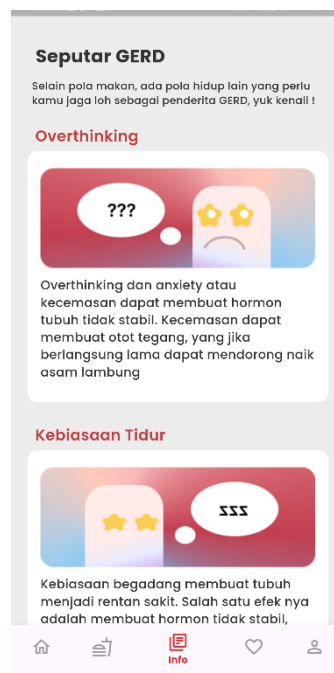 Seputar GERD
Selain pola makan, ada pola hidup lain yang perlu
kamu jaga loh sebagai penderita GERD, yuk kenali !
Overthinking
???
Overthinking dan anxiety atau
kecemasan dapat membuat hormon
tubuh tidak stabil. Kecemasan dapat
membuat otot tegang, yang jika
berlangsung lama dapat mendorong naik
asam lambung
Kebiasaan Tidur
zzz
Kebiasaan begadang membuat tubuh
menjadi rentan sakit. Salah satu efek nya
adalah membuat hormon tidak stabil,
Info